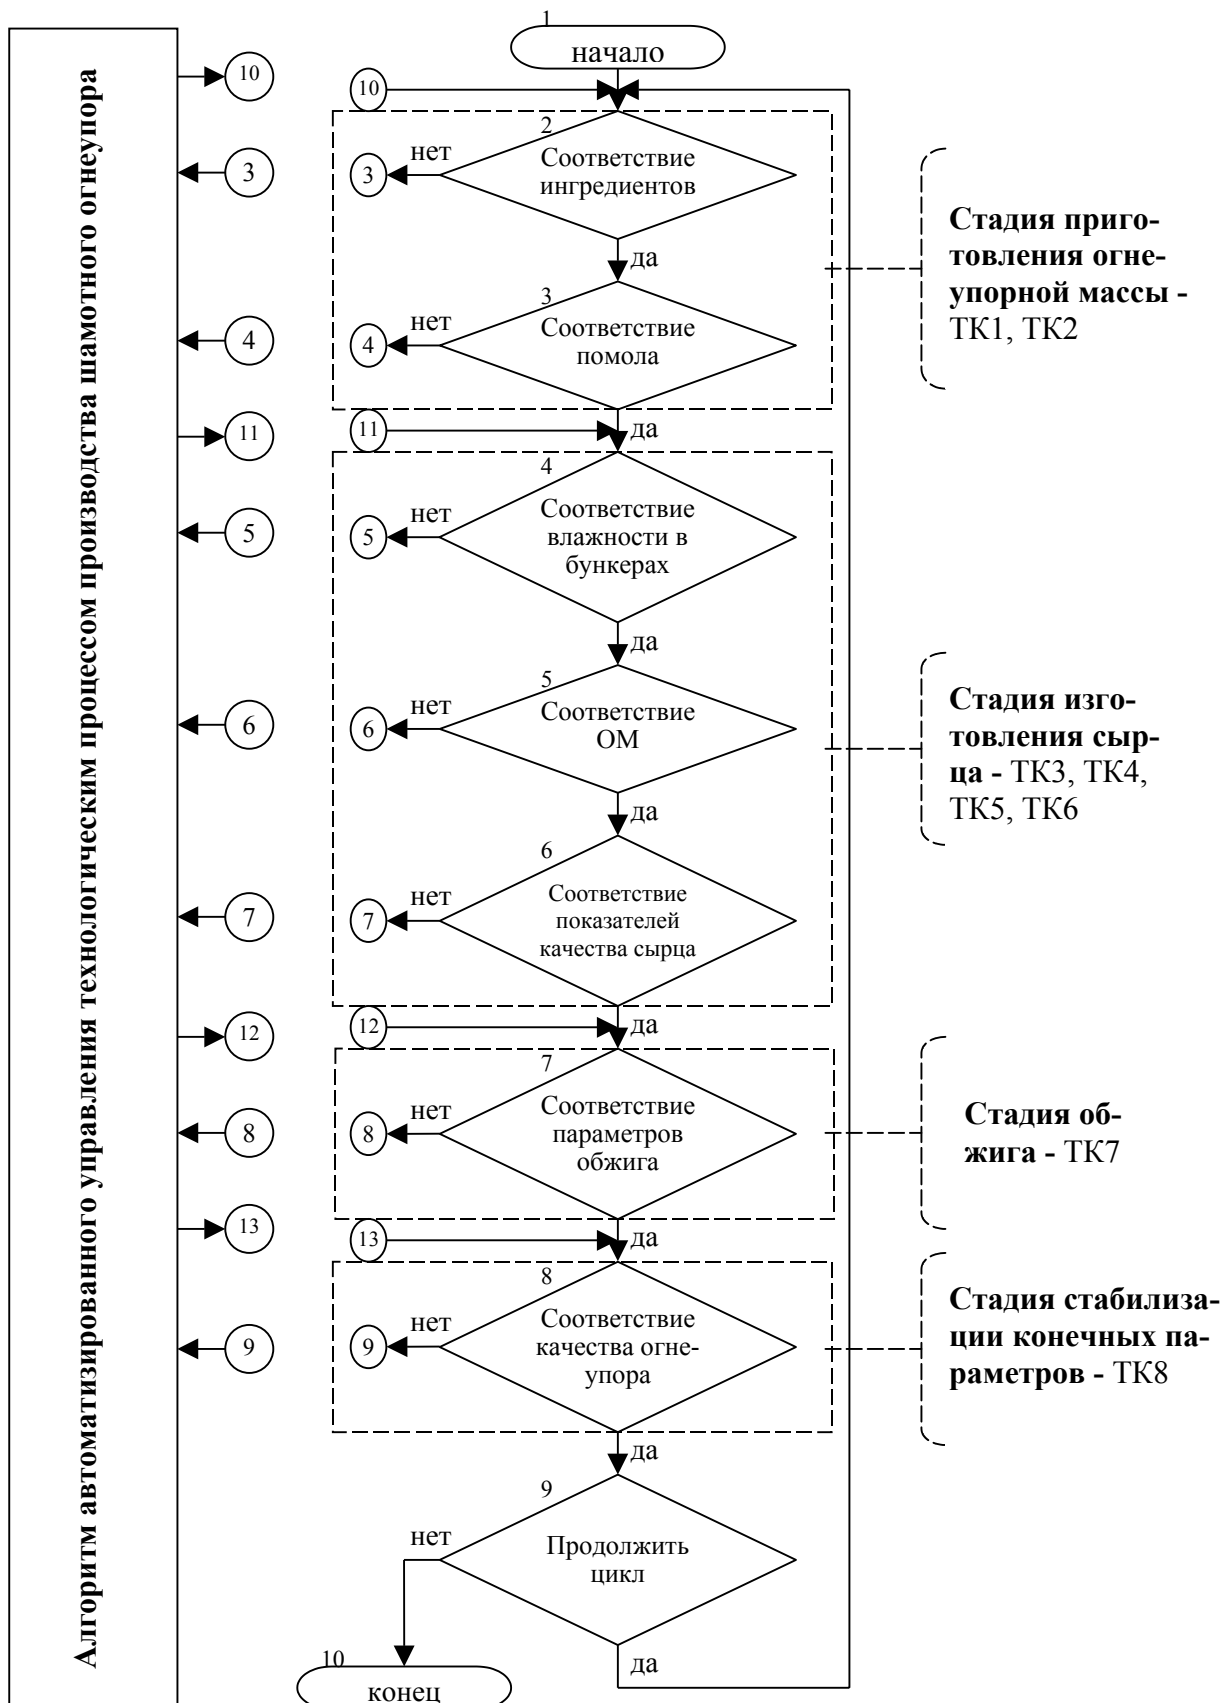 Алгоритм автоматизированного управления технологическим процессом производства шамотного огнеупора
1
начало
10
10
2
Соответствие
ингредиентов
нет
3
3
да
3
Соответствие
помола
нет
4
4
Стадия приго-
товления огне-
упорной массы -
ТК1, ТК2
11
11
да
4
Соответствие
влажности в
бункерах
нет
5
5
да
5
Соответствие
ОМ
нет
6
6
Стадия изго-
товления сыр-
ца - ТК3, ТК4,
ТК5, ТК6
да
6
Соответствие
показателей
качества сырца
нет
7
7
12
12
да
7
Соответствие
параметров
обжига
нет
8
8
Стадия об-
жига - ТК7
13
13
да
8
Соответствие
качества огне-
упора
нет
9
9
Стадия стабилиза-
ции конечных па-
раметров - ТК8
да
9
Продолжить
цикл
нет
да
10
конец